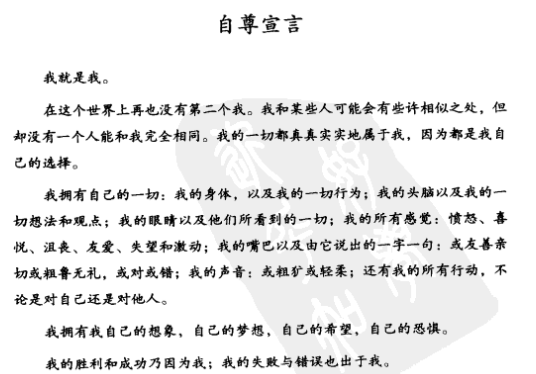 自尊宣言
我就是我。
在这个世界上再也没有第二个我。我和某些人可能会有些许相似之处，但
却没有一个人能和我完全相同。我的一切都真真实实地属于我，因为都是我自
己的选择。
我拥有自己的一切：我的身体，以及我的一切行为；我的头脑以及我的一
切想法和观点；我的眼睛以及他们所看到的一切；我的所有感觉：愤怒、喜
悦、沮丧、友爱、失望和激动；我的嘴巴以及由它说出的一字一句：或友善亲
切或粗鲁无礼，或对或错；我的声音：或粗犷或轻柔；还有我的所有行动，不
论是对自己还是对他人。
我拥有我自己的想象，自己的梦想，自己的希望，自己的恐惧。
我的胜利和成功乃因为我；我的失败与错误也出于我。